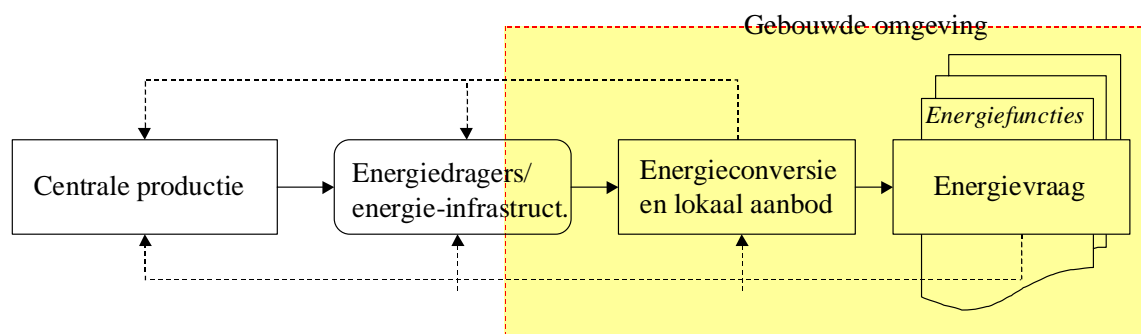 Gebouwde omgeving
Energiefuncties
Centrale productie
Energiedragers/
energie-infrastruct.
Energieconversie
en lokaal aanbod
Energievraag